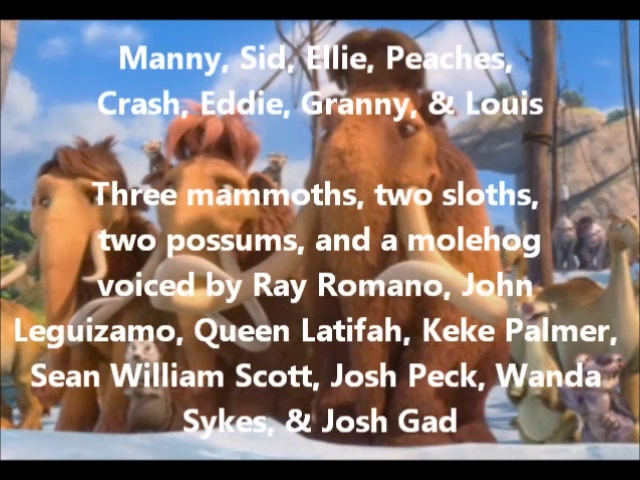 Manny, Sid, Ellie, Peaches,
Crash, Eddie, Granny, & Louis
Three mammoths, two sloths,
two possums, and a molehog
voiced by Ray Romano, John
Leguizamo, Queen Latifah, Keke Palmer,
Sean William Scott, Josh Peck, Wanda
Sykes, & Josh Gad